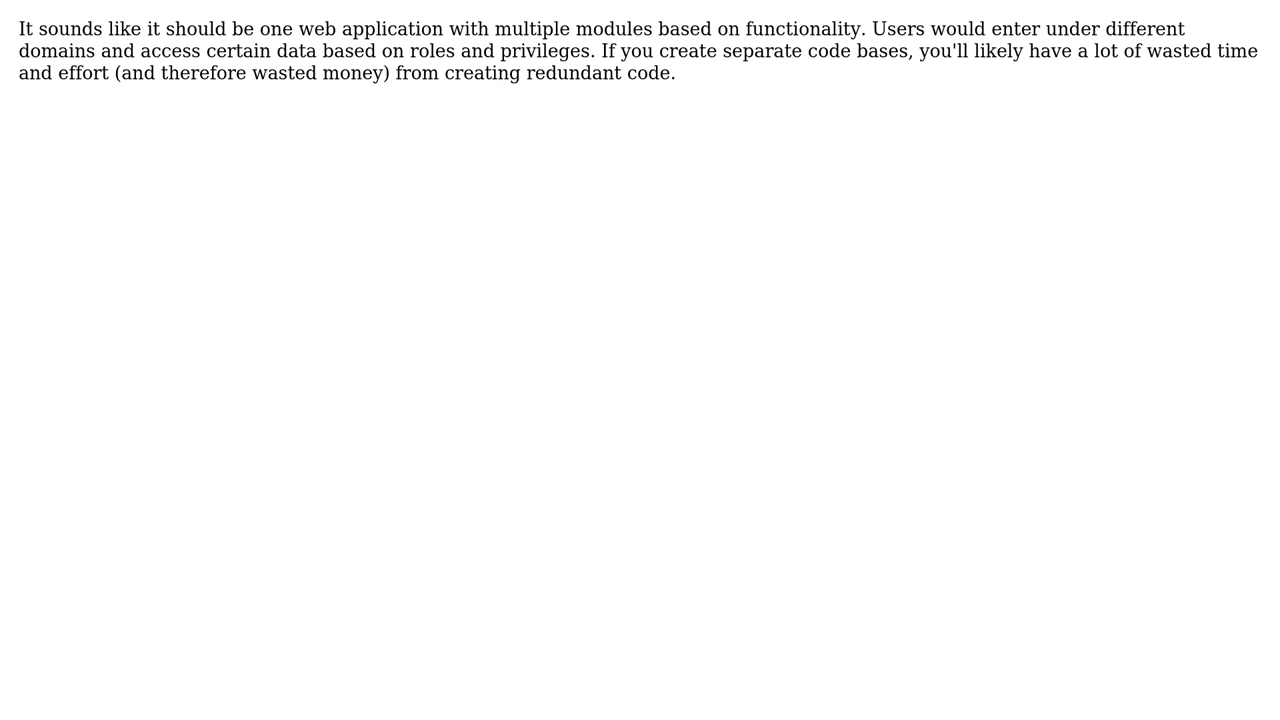 It sounds like it should be one web application with multiple modules based on functionality. Users would enter under different
domains and access certain data based on roles and privileges. If you create separate code bases, you'll likely have a lot of wasted time
and effort (and therefore wasted money) from creating redundant code.